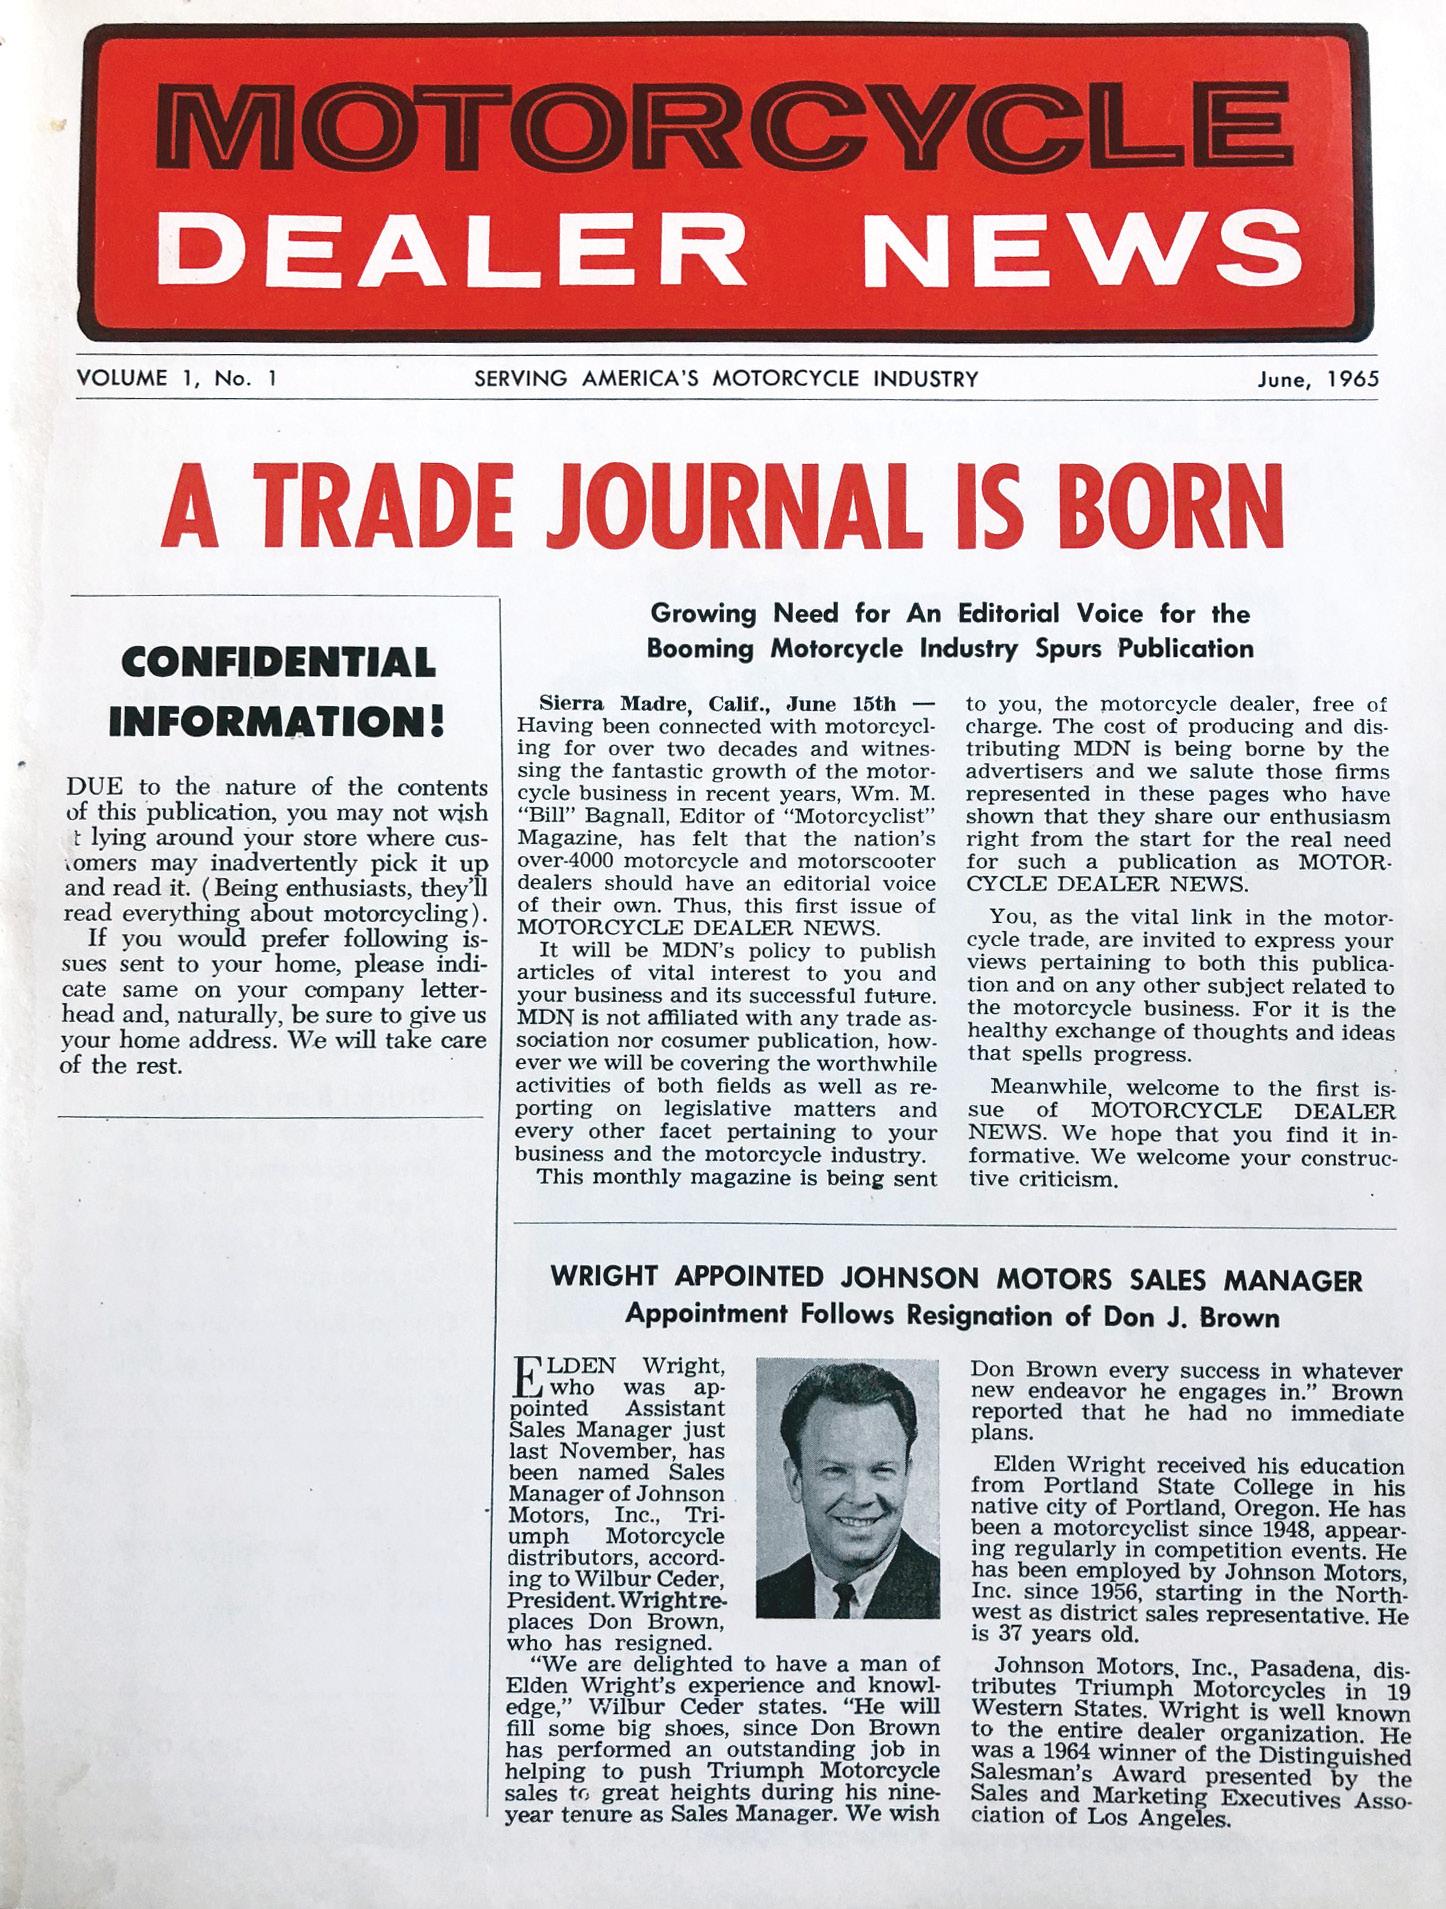 MOTORCYCLE
DEALER NEWS
VOLUME 1, No. 1 SERVING AMERICA'S MOTORCYCLE INDUSTRY June, 1965
A TRADE JOURNAL IS BORN
CONFIDENTIAL
INFORMATION!
DUE to the nature of the contents
of this publication, you may not wish
t lying around your store where cus-
tomers may inadvertently pick it up
and read it. (Being enthusiasts, they'll
read everything about motorcycling).
If you would prefer following is-
sues sent to your home, please indi-
cate same on your company letter-
head and, naturally, be sure to give us
your home address. We will take care
of the rest.
Growing Need for An Editorial Voice for the
Booming Motorcycle Industry Spurs Publication
Sierra Madre, Calif., June 15th —
Having been connected with motorcycl-
ing for over two decades and witnes-
sing the fantastic growth of the motor-
cycle business in recent years, Wm. M.
"Bill" Bagnall, Editor of "Motorcyclist"
Magazine, has felt that the nation's
over-4000 motorcycle and motorscooter
dealers should have an editorial voice
of their own. Thus, this first issue of
MOTORCYCLE DEALER NEWS.
It will be MDN's policy to publish
articles of vital interest to you and
your business and its successful future.
MDN is not affiliated with any trade as-
sociation nor cosumer publication, how-
ever we will be covering the worthwhile
activities of both fields as well as re-
porting on legislative matters and
every other facet pertaining to your
business and the motorcycle industry.
This monthly magazine is being sent
to you, the motorcycle dealer, free of
charge. The cost of producing and dis-
tributing MDN is being borne by the
advertisers and we salute those firms
represented in these pages who have
shown that they share our enthusiasm
right from the start for the real need
for such a publication as MOTOR-
CYCLE DEALER NEWS.
You, as the vital link in the motor-
cycle trade, are invited to express your
views pertaining to both this publica-
tion and on any other subject related to
the motorcycle business. For it is the
healthy exchange of thoughts and ideas
that spells progress.
Meanwhile, welcome to the first is-
sue of MOTORCYCLE DEALER
NEWS. We hope that you find it in-
formative. We welcome your construc-
tive criticism.
WRIGHT APPOINTED JOHNSON MOTORS SALES MANAGER
Appointment Follows Resignation of Don J. Brown
ELDEN Wright,
who was ap-
pointed Assistant
Sales Manager just
last November, has
been named Sales
Manager of Johnson
Motors, Inc., Tri-
umph Motorcycle
distributors, accord-
ing to Wilbur Ceder,
President. Wright re-
places Don Brown,
who has resigned.
"We are delighted to have a man of
Elden Wright's experience and knowl-
edge," Wilbur Ceder states. "He will
fill some big shoes, since Don Brown
has performed an outstanding job in
helping to push Triumph Motorcycle
sales to great heights during his nine-
year tenure as Sales Manager. We wish
Don Brown every success in whatever
new endeavor he engages in." Brown
reported that he had no immediate
plans.
Elden Wright received his education
from Portland State College in his
native city of Portland, Oregon. He has
been a motorcyclist since 1948, appear-
ing regularly in competition events. He
has been employed by Johnson Motors,
Inc. since 1956, starting in the North-
west as district sales representative. He
is 37 years old.
Johnson Motors, Inc., Pasadena, dis-
tributes Triumph Motorcycles in 19
Western States. Wright is well known
to the entire dealer organization. He
was a 1964 winner of the Distinguished
Salesman's Award presented by the
Sales and Marketing Executives Asso-
ciation of Los Angeles.